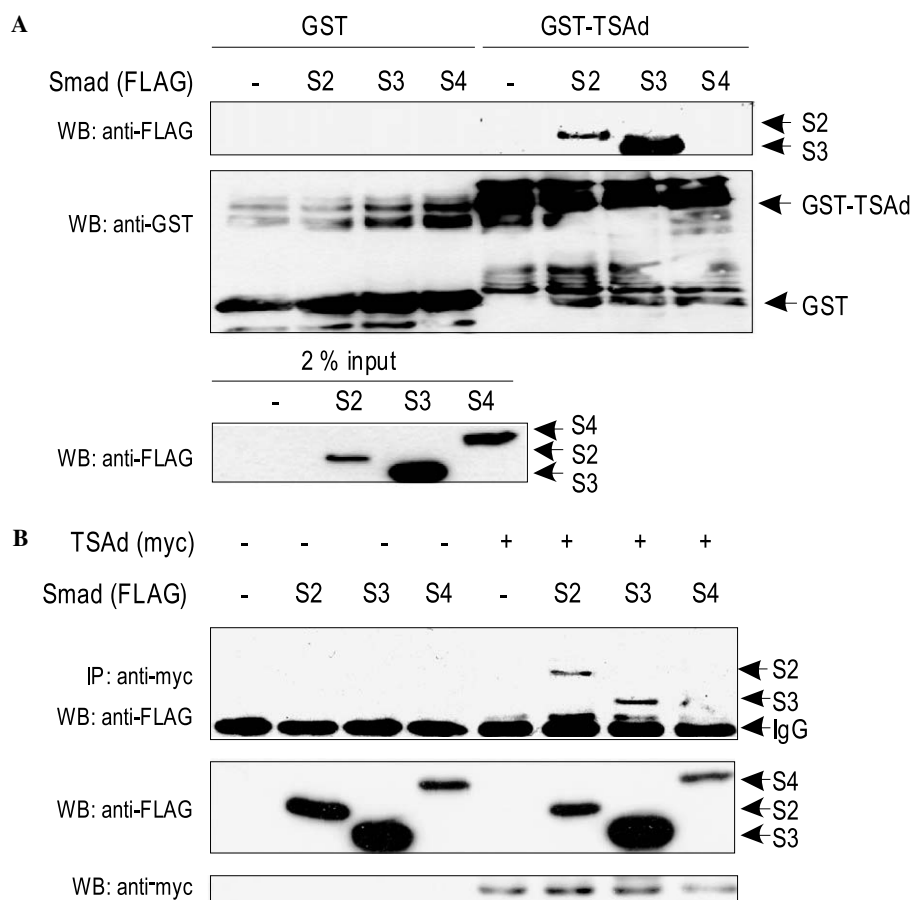 A
GST GST-TSAd
Smad (FLAG) - S2 S3 S4 - S2 S3 S4
WB: anti-FLAG
S2
S3
WB: anti-GST
GST-TSAd
GST
2 % input
- S2 S3 S4
WB: anti-FLAG
S4
S2
S3
B
TSAd (myc) - - - - + + + +
Smad (FLAG) - S2 S3 S4 - S2 S3 S4
IP: anti-myc
WB: anti-FLAG
S2
S3
IgG
WB: anti-FLAG
S4
S2
S3
WB: anti-myc